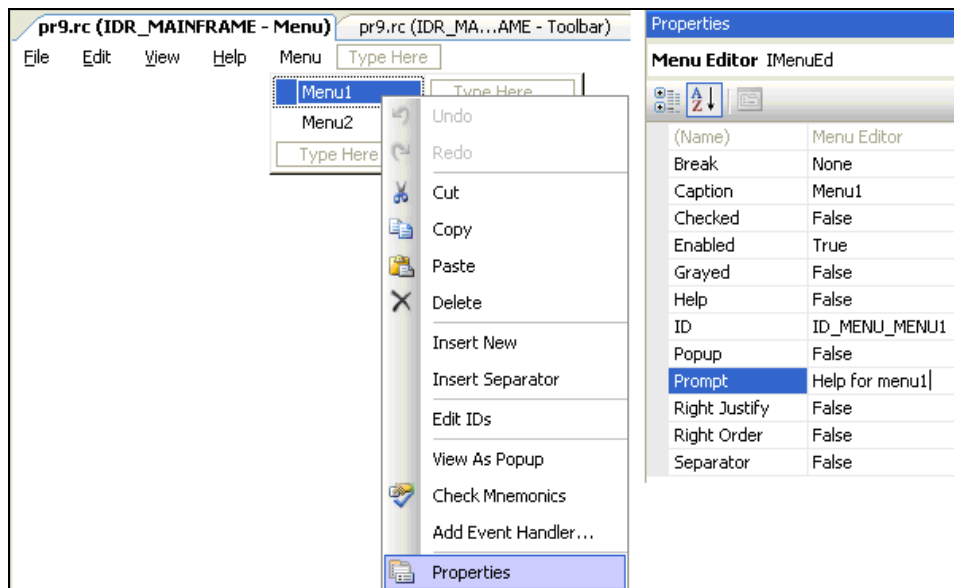 pr9.rc (IDR_MAINFRAME - Menu) pr9.rc (IDR_MA...AME - Toolbar)
File Edit View Help Menu Type Here
Menu1 Type Here
Menu2
Type Here
Undo
Redo
Cut
Copy
Paste
Delete
Insert New
Insert Separator
Edit IDs
View As Popup
Check Mnemonics
Add Event Handler...
Properties
Properties
Menu Editor IMenuEd
(Name) Menu Editor
Break None
Caption Menu1
Checked False
Enabled True
Grayed False
Help False
ID ID_MENU_MENU1
Popup False
Prompt Help for menu1
Right Justify False
Right Order False
Separator False